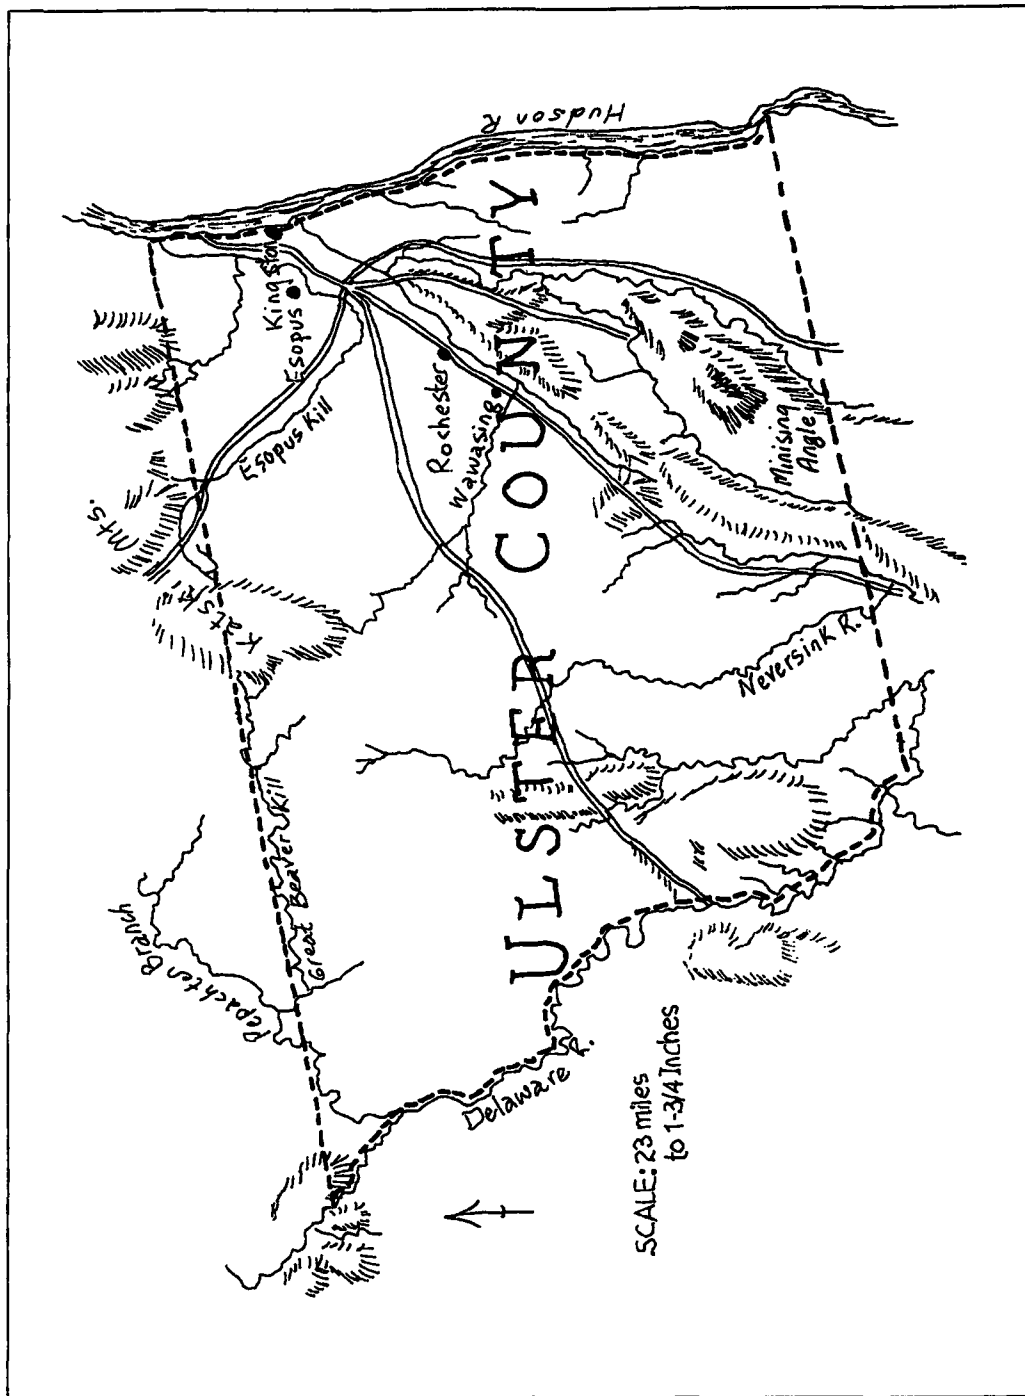 Hudson R
Kingston
Esopus
Mts.
Katskill
Esopus Kill
Rochester
Wawasing
Minising
Angle
ULSTER COUNTY
Neversink R.
Great Beaver Kill
Pepachten Branch
Delaware
SCALE: 23 miles
to 1-3/4 Inches